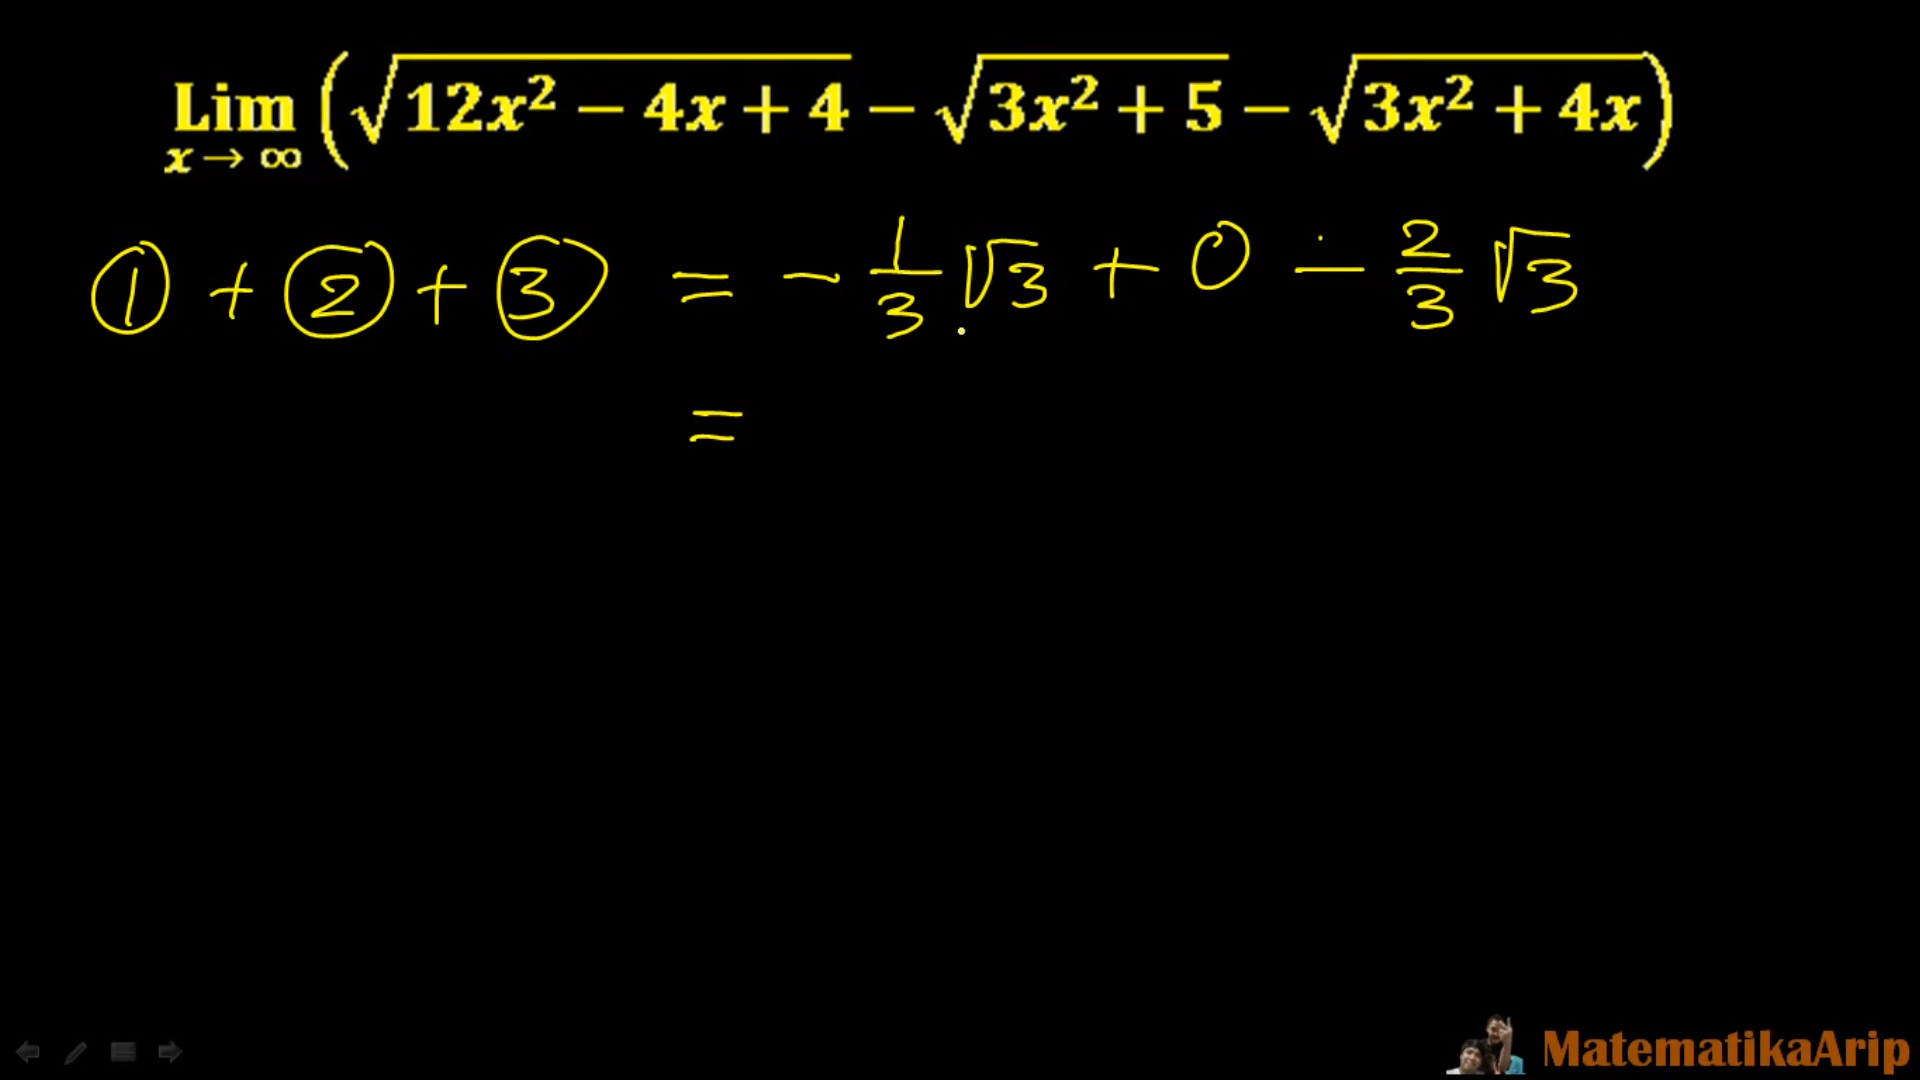 Lim x→∞ (√(12x² − 4x + 4) − √(3x² + 5) − √(3x² + 4x))
① + ② + ③ = − 1/3 √3 + 0 − 2/3 √3
=
MatematikaArip